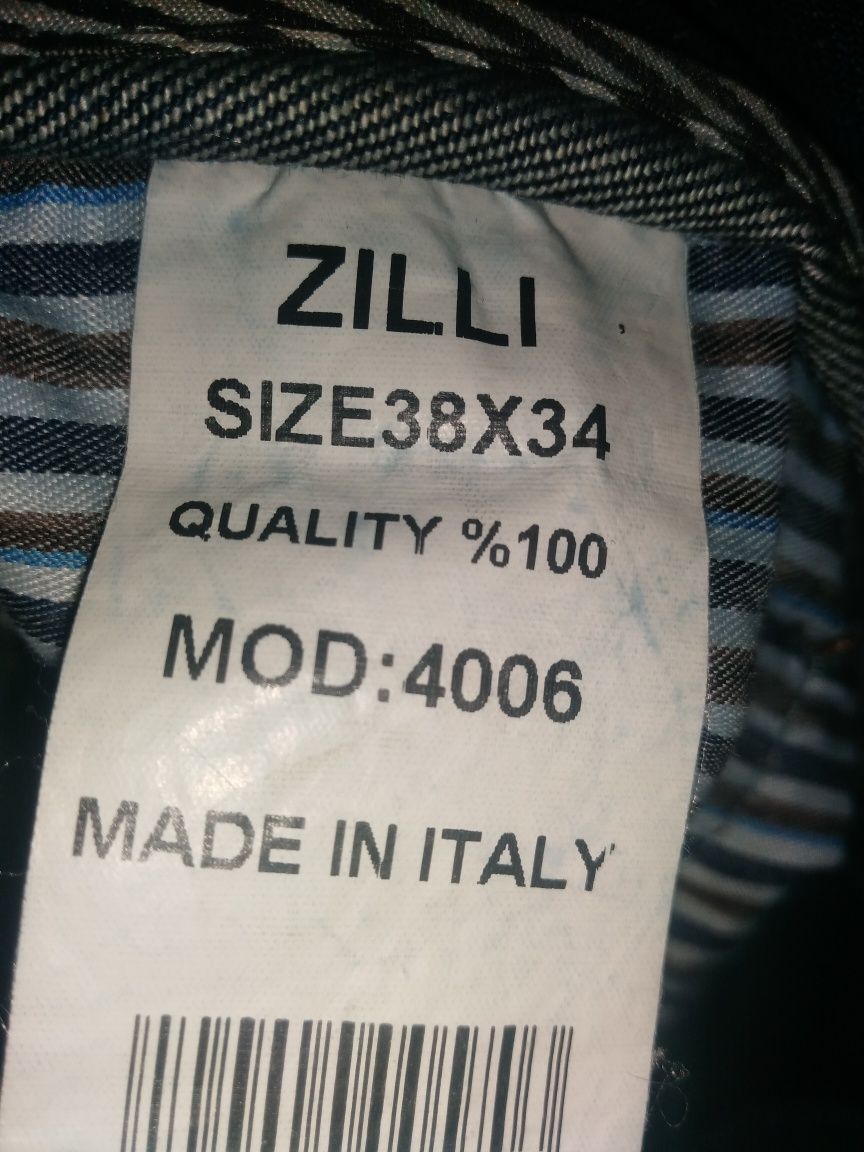 ZILLI
SIZE38X34
QUALITY %100
MOD:4006
MADE IN ITALY